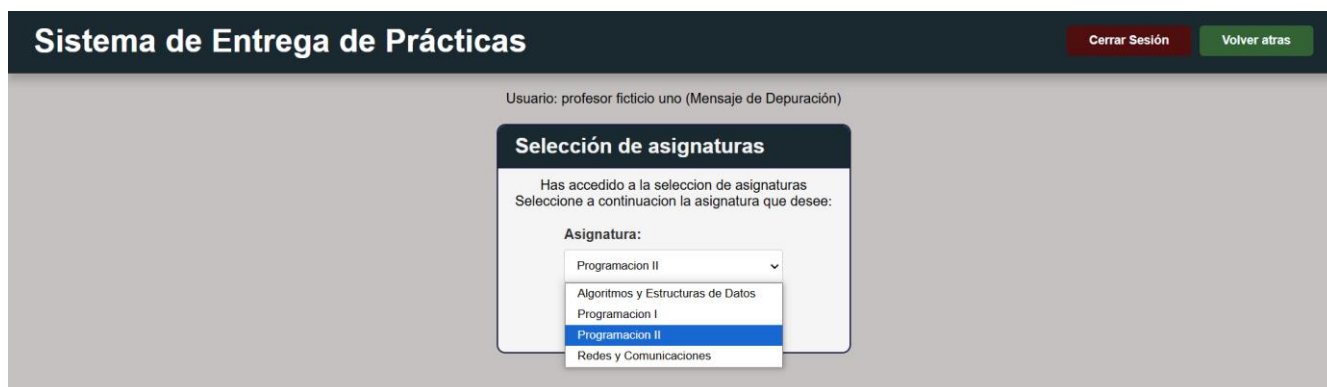 Sistema de Entrega de Prácticas
Cerrar Sesión
Volver atras
Usuario: profesor ficticio uno (Mensaje de Depuración)
Selección de asignaturas
Has accedido a la seleccion de asignaturas
Seleccione a continuacion la asignatura que desee:
Asignatura:
Programacion II
Algoritmos y Estructuras de Datos
Programacion I
Programacion II
Redes y Comunicaciones